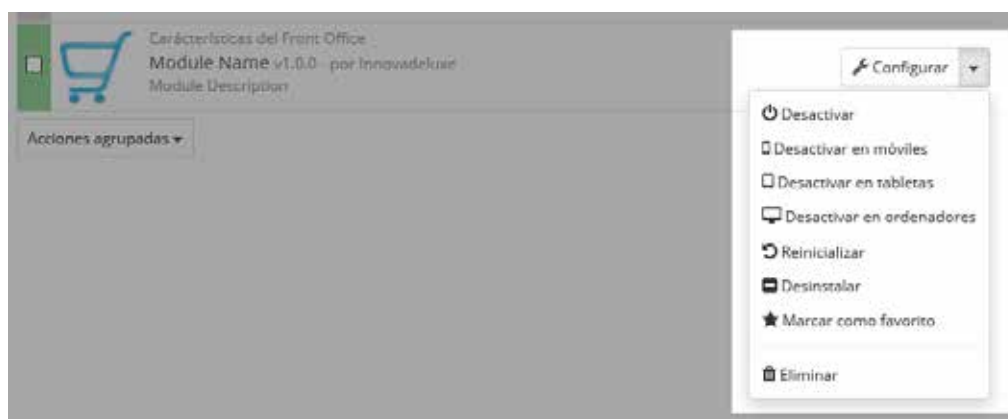 Carácterísticas del Front Office
Module Name v1.0.0 - por Innovadeluxe
Module Description
Acciones agrupadas
Configurar
Desactivar
Desactivar en móviles
Desactivar en tabletas
Desactivar en ordenadores
Reinicializar
Desinstalar
Marcar como favorito
Eliminar